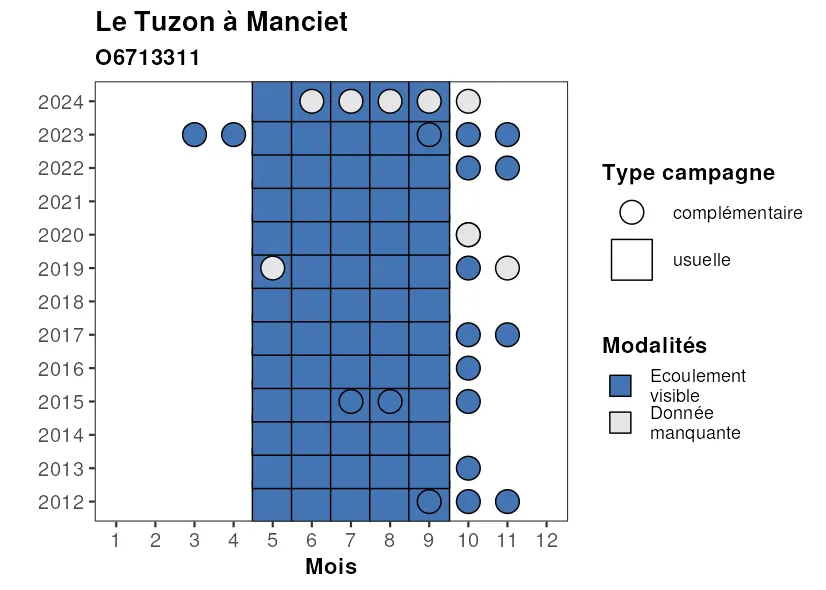 Le Tuzon à Manciet
O6713311
2024
2023
2022
2021
2020
2019
2018
2017
2016
2015
2014
2013
2012
1 2 3 4 5 6 7 8 9 10 11 12
Mois
Type campagne
complémentaire
usuelle
Modalités
Ecoulement
visible
Donnée
manquante